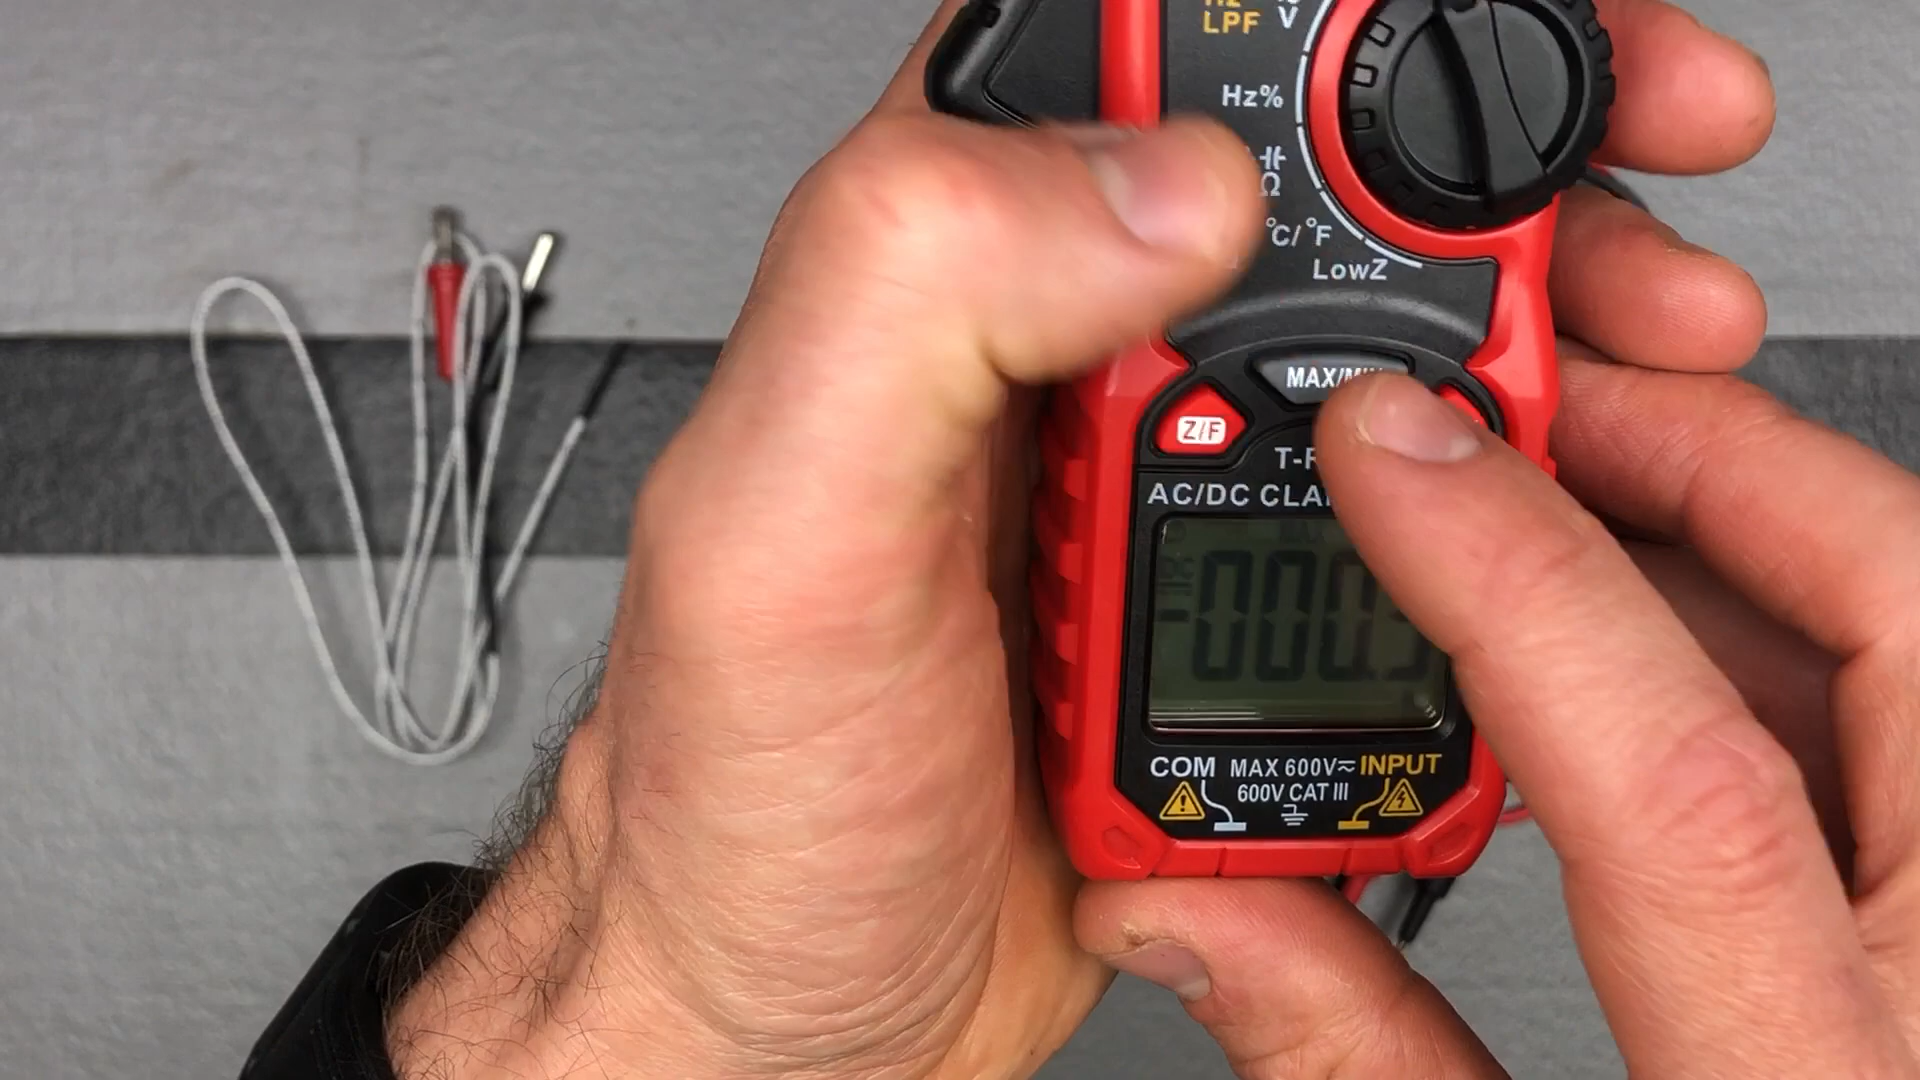 LPF V
Hz%
Ω
°C/°F
LowZ
Z/F
AC/DC
COM MAX 600V≂ INPUT
600V CAT III